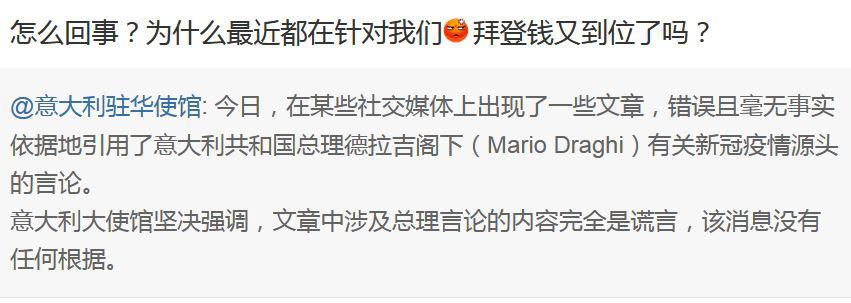 怎么回事？为什么最近都在针对我们 拜登钱又到位了吗？
@意大利驻华使馆: 今日，在某些社交媒体上出现了一些文章，错误且毫无事实
依据地引用了意大利共和国总理德拉吉阁下（Mario Draghi）有关新冠疫情源头
的言论。
意大利大使馆坚决强调，文章中涉及总理言论的内容完全是谎言，该消息没有
任何根据。